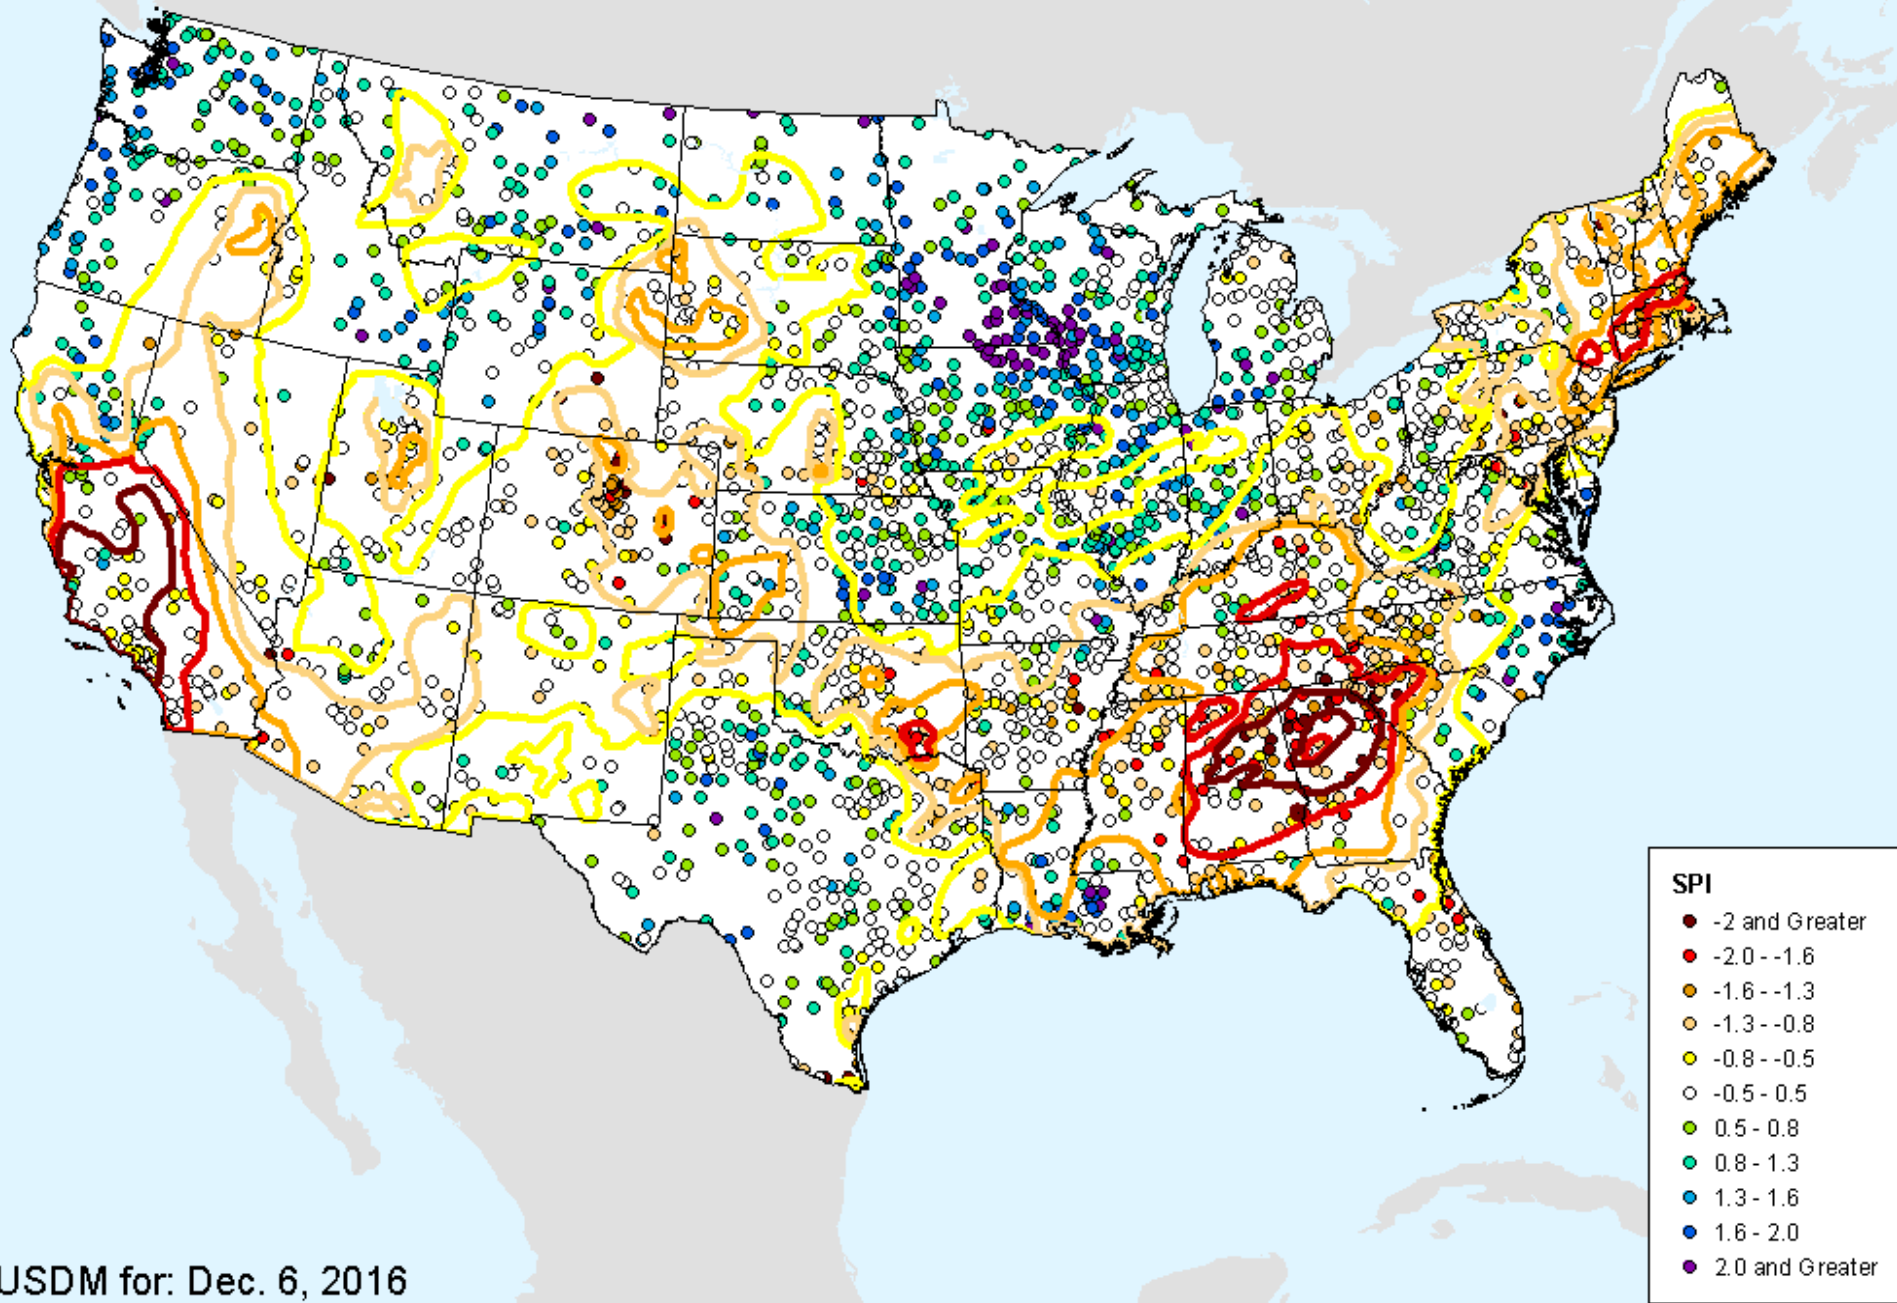 SPI
-2 and Greater
-2.0 - -1.6
-1.6 - -1.3
-1.3 - -0.8
-0.8 - -0.5
-0.5 - 0.5
0.5 - 0.8
0.8 - 1.3
1.3 - 1.6
1.6 - 2.0
2.0 and Greater
USDM for: Dec. 6, 2016